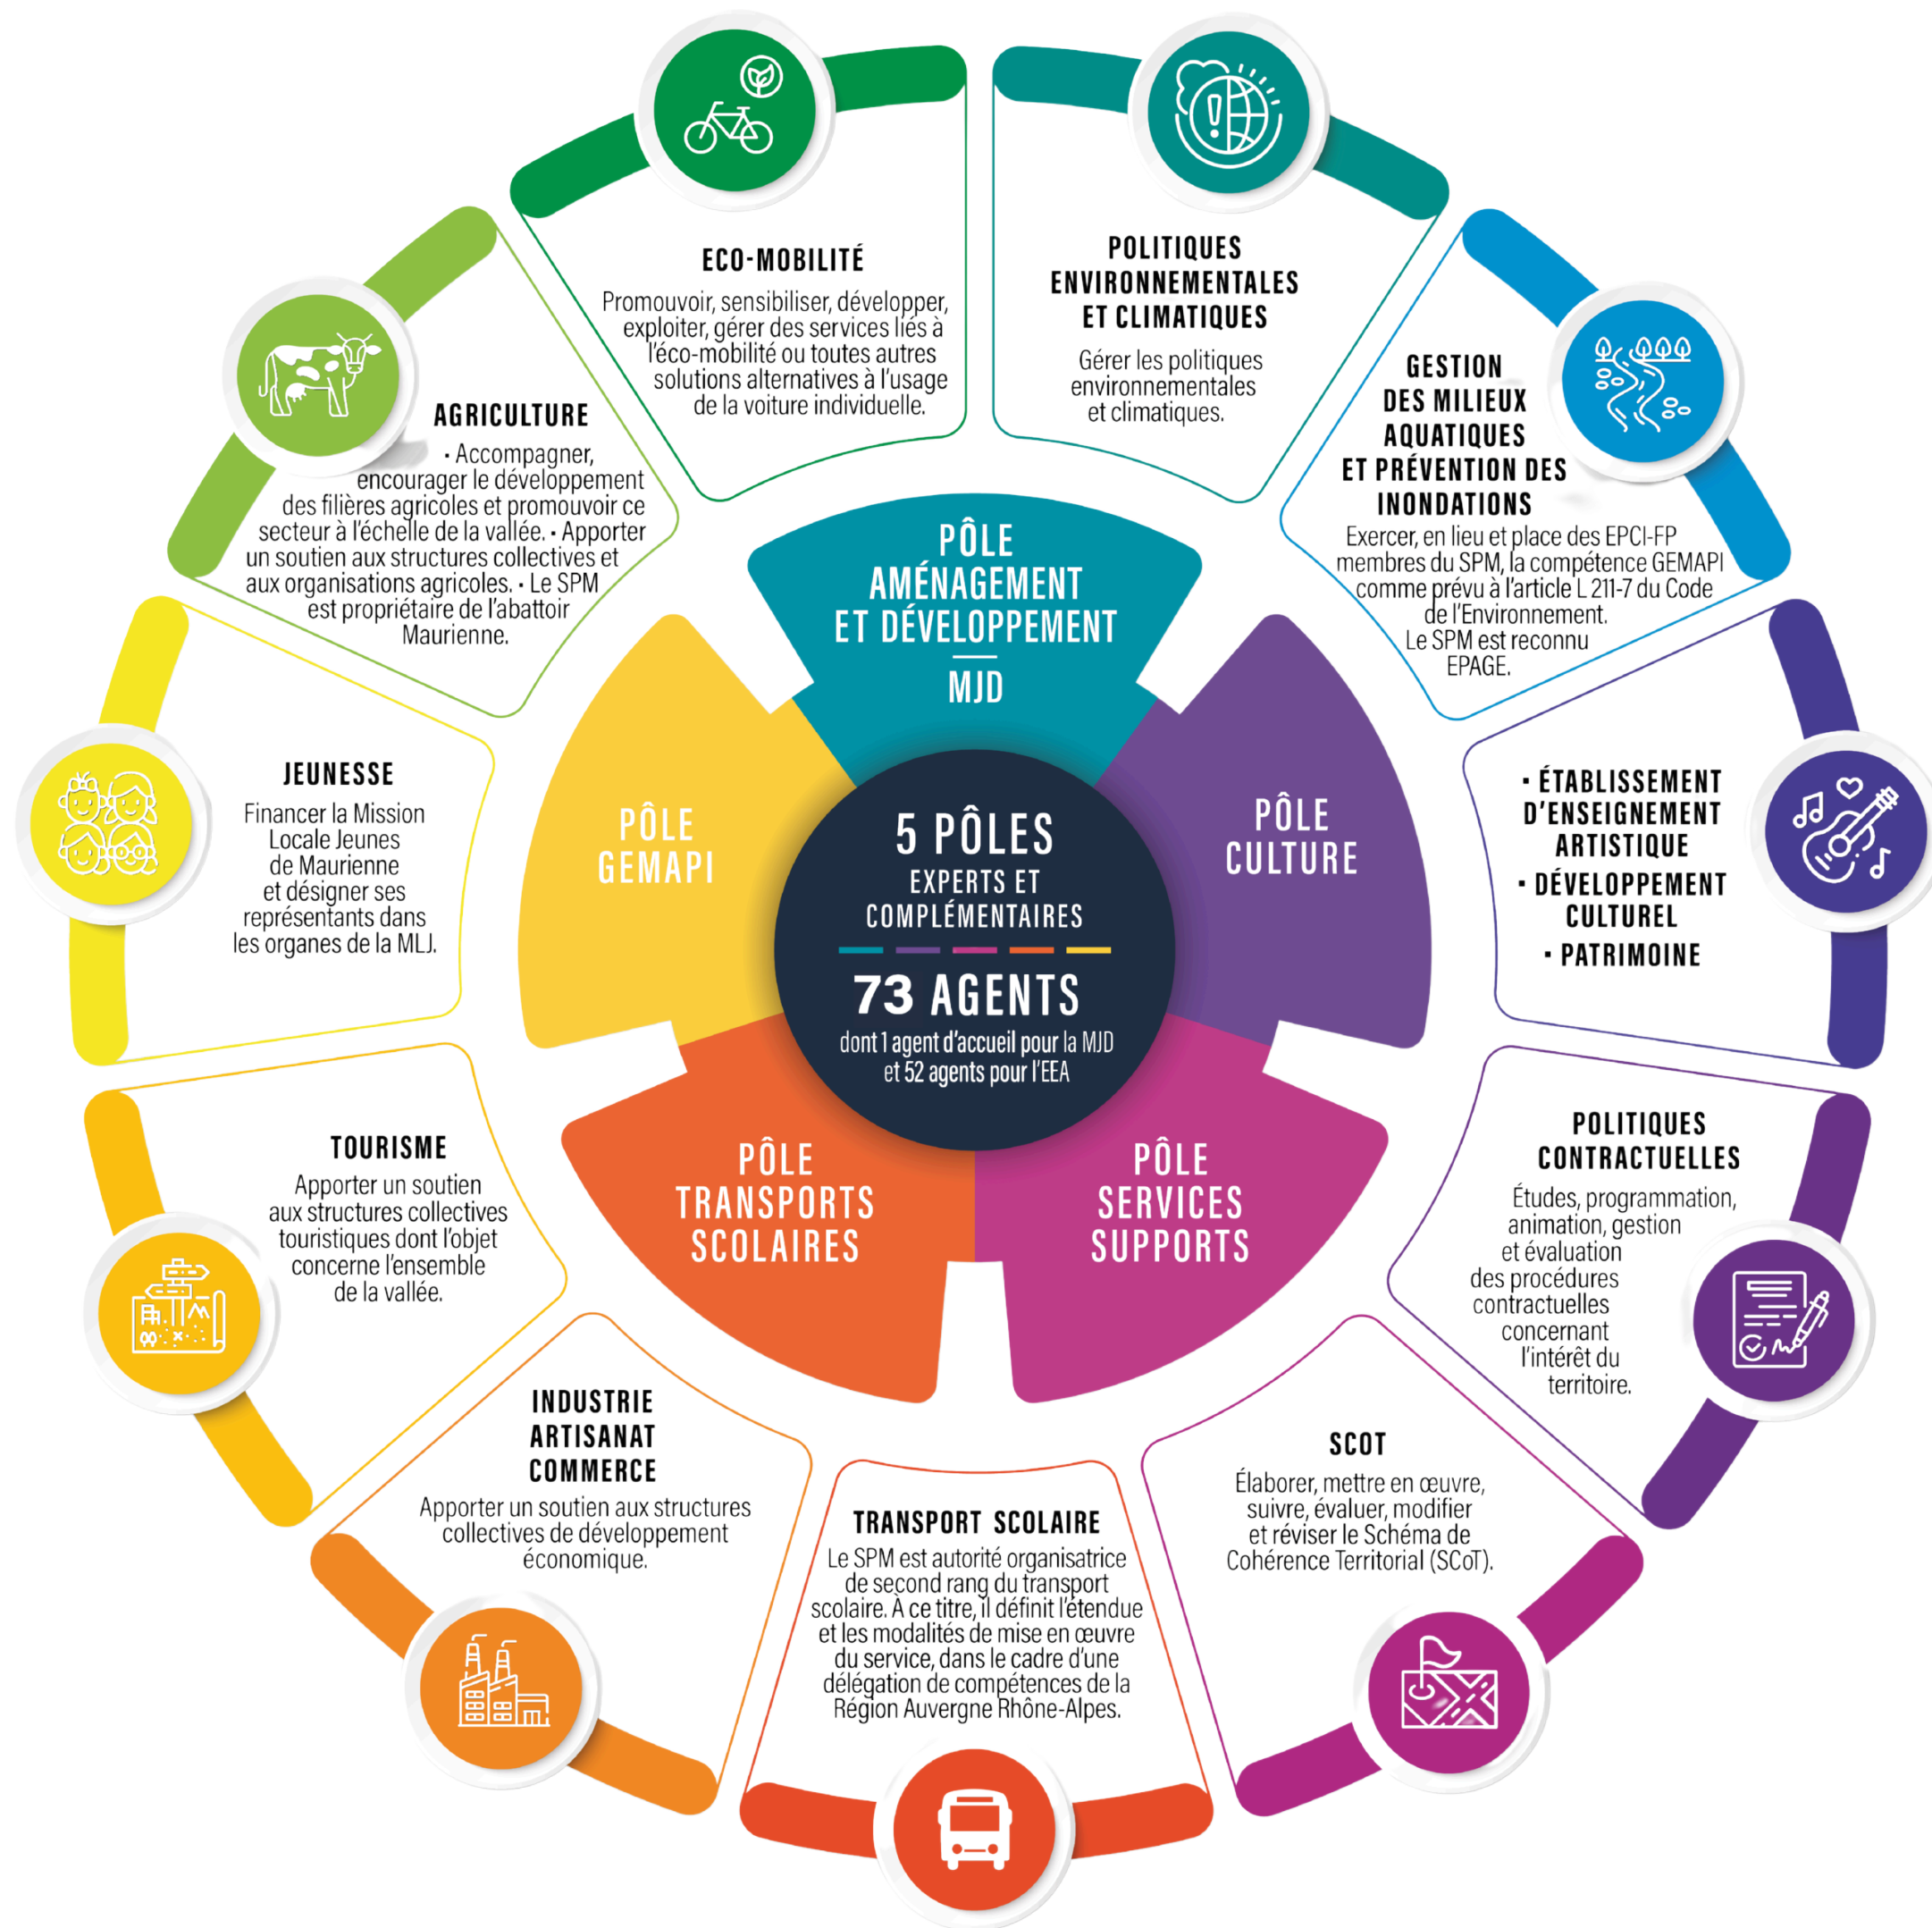 ECO-MOBILITÉ
Promouvoir, sensibiliser, développer,
exploiter, gérer des services liés à
l'éco-mobilité ou toutes autres
solutions alternatives à l'usage
de la voiture individuelle.
POLITIQUES
ENVIRONNEMENTALES
ET CLIMATIQUES
Gérer les politiques
environnementales
et climatiques.
GESTION
DES MILIEUX
AQUATIQUES
ET PRÉVENTION DES
INONDATIONS
Exercer, en lieu et place des EPCI-FP
membres du SPM, la compétence GEMAPI
comme prévu à l'article L 211-7 du Code
de l'Environnement.
Le SPM est reconnu
EPAGE.
▪ ÉTABLISSEMENT
D'ENSEIGNEMENT
ARTISTIQUE
▪ DÉVELOPPEMENT
CULTUREL
▪ PATRIMOINE
POLITIQUES
CONTRACTUELLES
Études, programmation,
animation, gestion
et évaluation
des procédures
contractuelles
concernant
l'intérêt du
territoire.
SCOT
Élaborer, mettre en œuvre,
suivre, évaluer, modifier
et réviser le Schéma de
Cohérence Territorial (SCoT).
TRANSPORT SCOLAIRE
Le SPM est autorité organisatrice
de second rang du transport
scolaire. À ce titre, il définit l'étendue
et les modalités de mise en œuvre
du service, dans le cadre d'une
délégation de compétences de la
Région Auvergne Rhône-Alpes.
INDUSTRIE
ARTISANAT
COMMERCE
Apporter un soutien aux structures
collectives de développement
économique.
TOURISME
Apporter un soutien
aux structures collectives
touristiques dont l'objet
concerne l'ensemble
de la vallée.
JEUNESSE
Financer la Mission
Locale Jeunes
de Maurienne
et désigner ses
représentants dans
les organes de la MLJ.
AGRICULTURE
· Accompagner,
encourager le développement
des filières agricoles et promouvoir ce
secteur à l'échelle de la vallée. · Apporter
un soutien aux structures collectives et
aux organisations agricoles. · Le SPM
est propriétaire de l'abattoir
Maurienne.
PÔLE
AMÉNAGEMENT
ET DÉVELOPPEMENT
MJD
PÔLE
CULTURE
PÔLE
SERVICES
SUPPORTS
PÔLE
TRANSPORTS
SCOLAIRES
PÔLE
GEMAPI
5 PÔLES
EXPERTS ET
COMPLÉMENTAIRES
73 AGENTS
dont 1 agent d'accueil pour la MJD
et 52 agents pour l'EEA